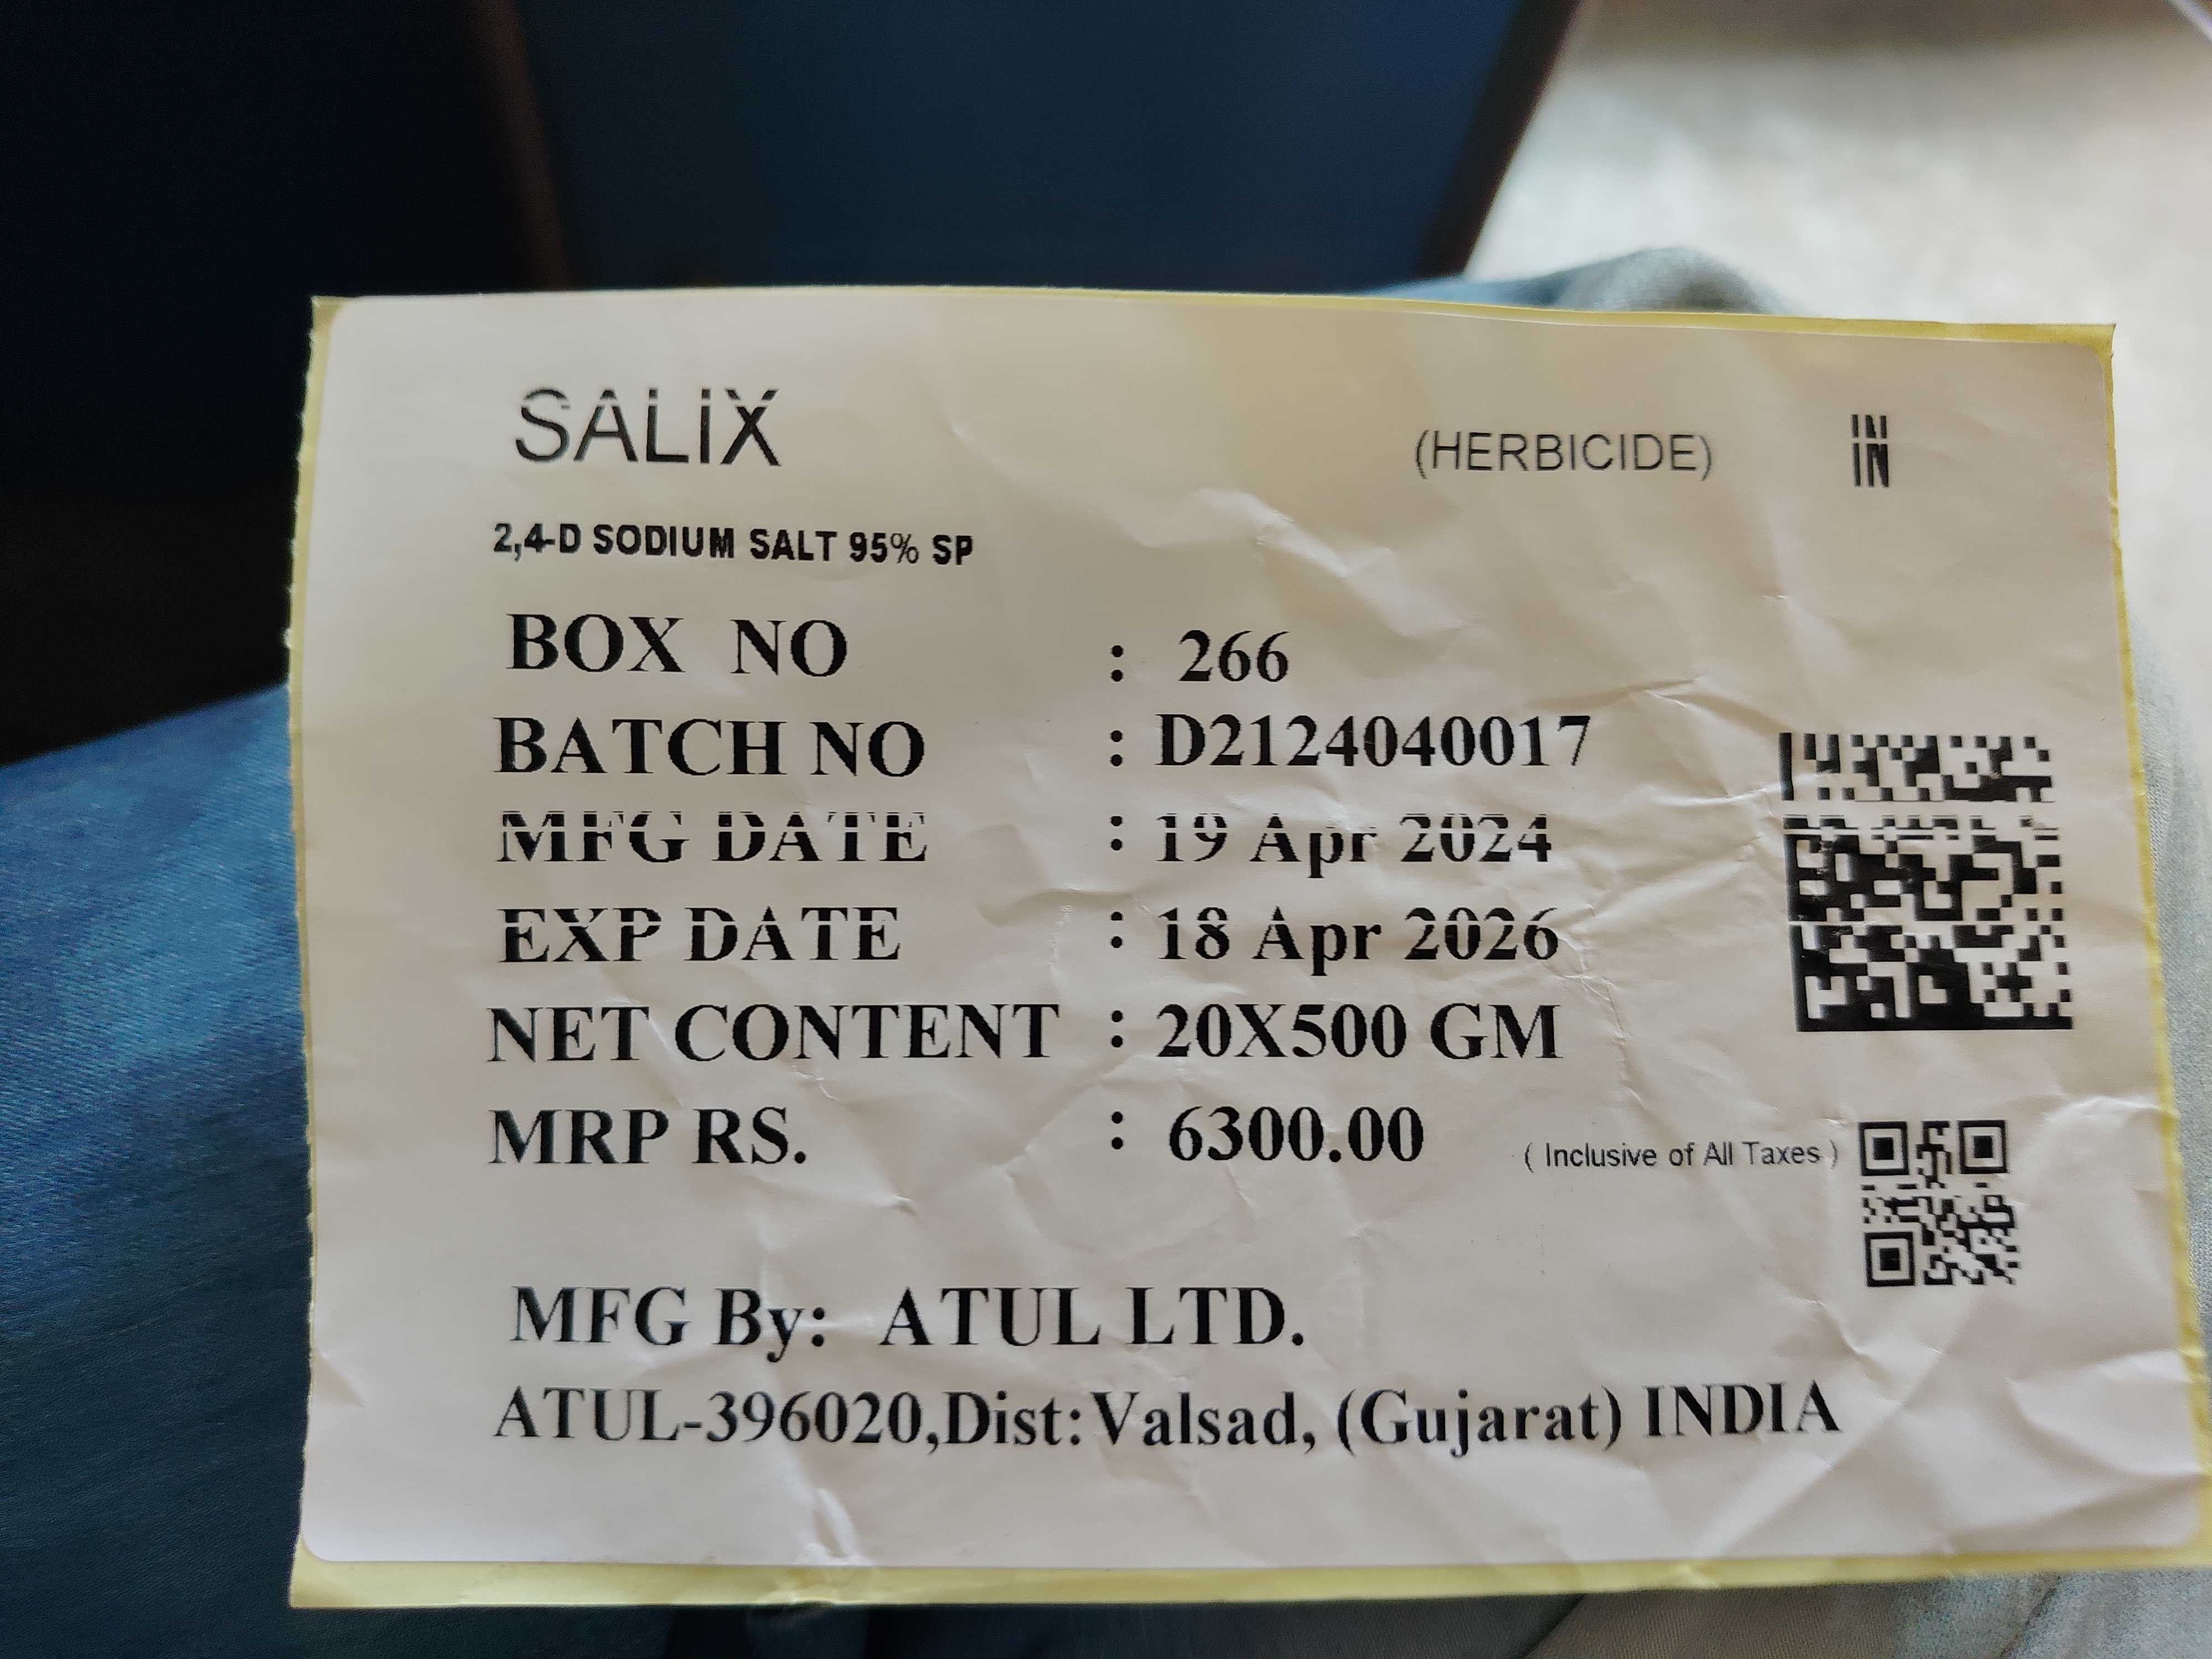 SALIX
(HERBICIDE)
IN
2,4-D SODIUM SALT 95% SP
BOX NO : 266
BATCH NO : D2124040017
MFG DATE : 19 Apr 2024
EXP DATE : 18 Apr 2026
NET CONTENT : 20X500 GM
MRP RS. : 6300.00 ( Inclusive of All Taxes )
MFG By: ATUL LTD.
ATUL-396020,Dist:Valsad, (Gujarat) INDIA